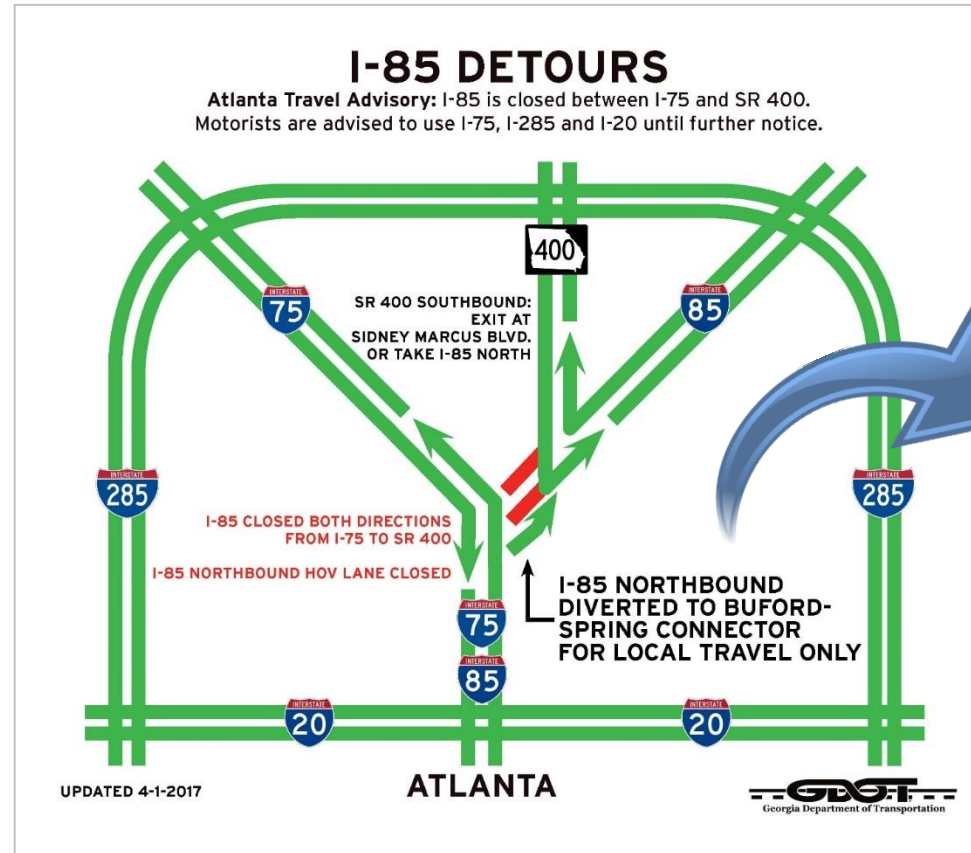 I-85 DETOURS
Atlanta Travel Advisory: I-85 is closed between I-75 and SR 400.
Motorists are advised to use I-75, I-285 and I-20 until further notice.
400
INTERSTATE
75
SR 400 SOUTHBOUND:
EXIT AT
SIDNEY MARCUS BLVD.
OR TAKE I-85 NORTH
INTERSTATE
85
INTERSTATE
285
INTERSTATE
285
I-85 CLOSED BOTH DIRECTIONS
FROM I-75 TO SR 400
I-85 NORTHBOUND HOV LANE CLOSED
I-85 NORTHBOUND
DIVERTED TO BUFORD-
SPRING CONNECTOR
FOR LOCAL TRAVEL ONLY
INTERSTATE
75
INTERSTATE
85
INTERSTATE
20
INTERSTATE
20
UPDATED 4-1-2017
ATLANTA
GDOT
Georgia Department of Transportation